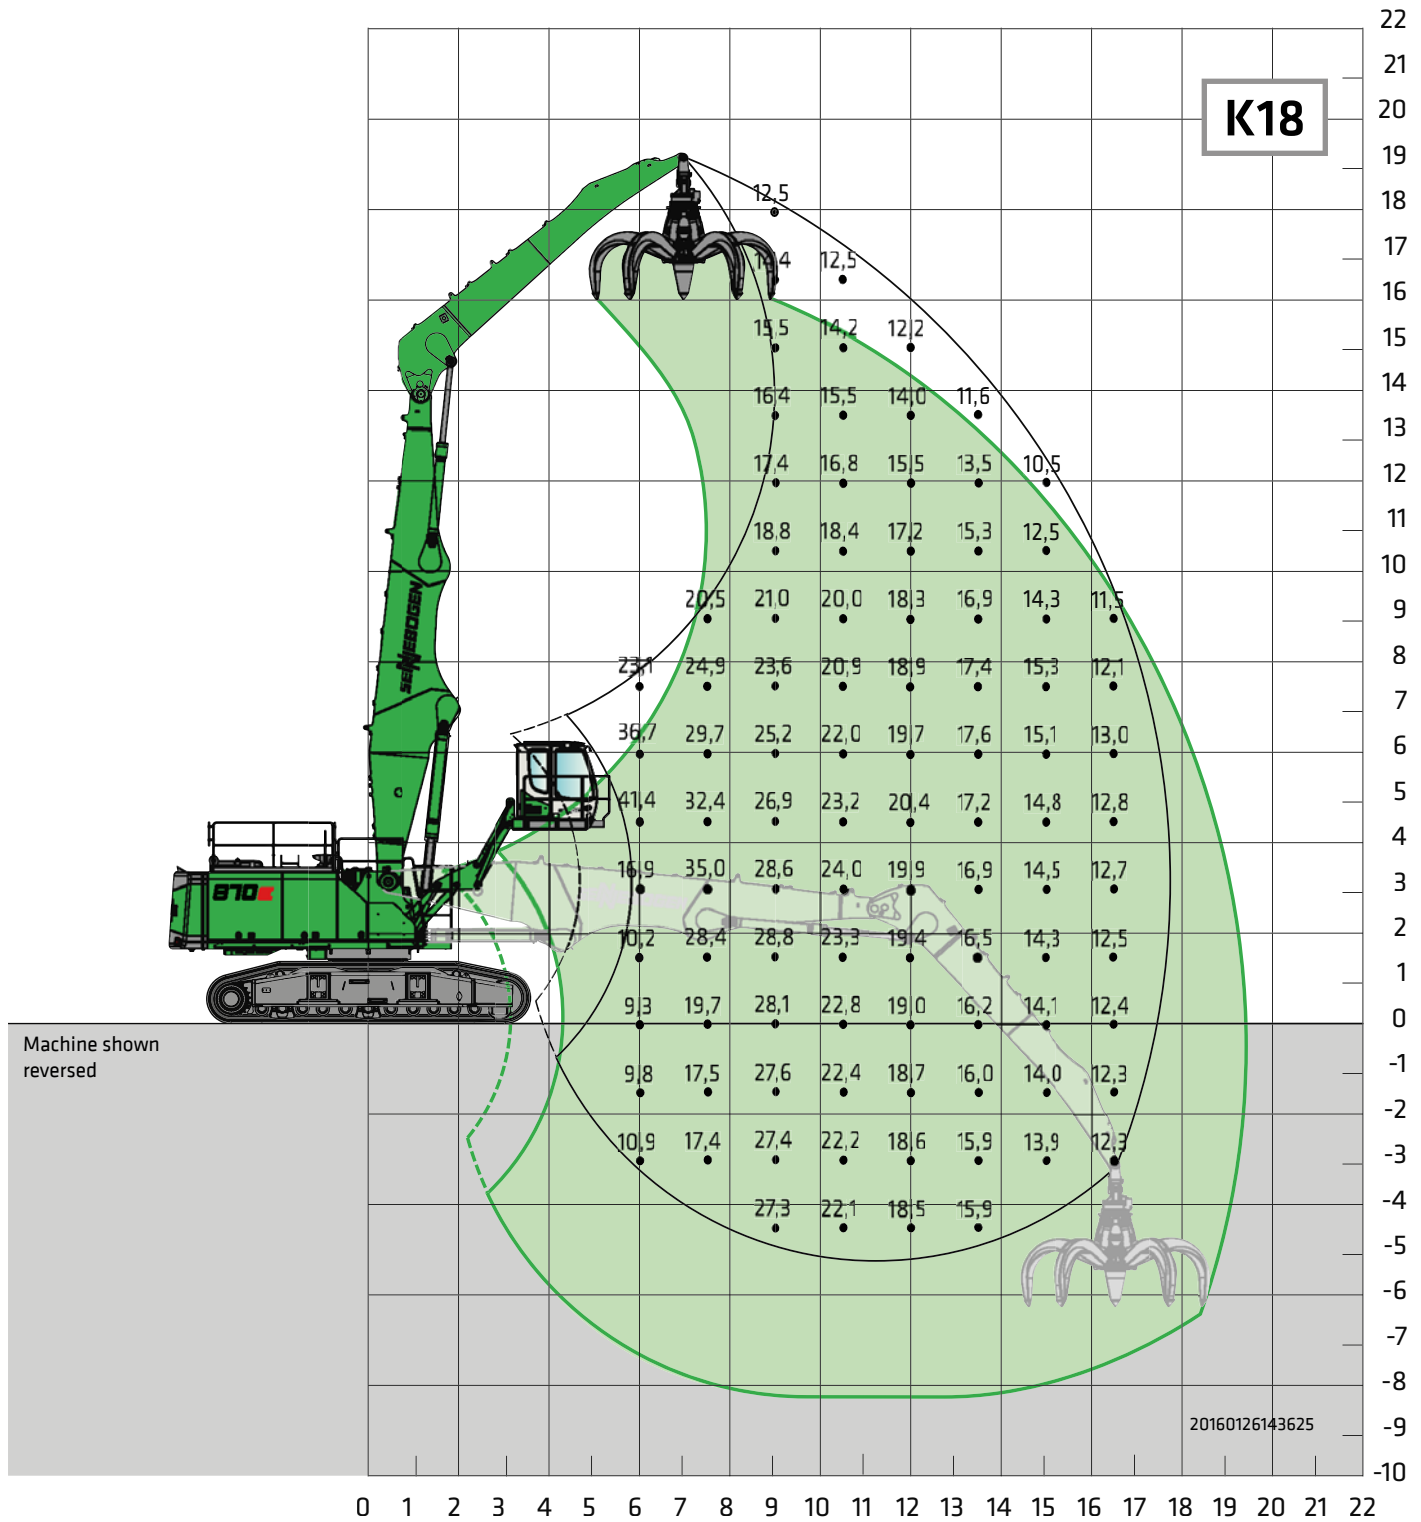 22
21
K18
20
19
12,5
18
17
14,4 12,5
16
15,5 14,2 12,2
15
14
16,4 15,5 14,0 11,6
13
17,4 16,8 15,5 13,5 10,5
12
11
18,8 18,4 17,2 15,3 12,5
10
20,5 21,0 20,0 18,3 16,9 14,3 11,5
9
SENNEBOGEN
8
23,1 24,9 23,6 20,9 18,9 17,4 15,3 12,1
7
36,7 29,7 25,2 22,0 19,7 17,6 15,1 13,0
6
5
41,4 32,4 26,9 23,2 20,4 17,2 14,8 12,8
4
870E
16,9 35,0 28,6 24,0 19,9 16,9 14,5 12,7
3
2
10,2 28,4 28,8 23,3 19,4 16,5 14,3 12,5
1
9,3 19,7 28,1 22,8 19,0 16,2 14,1 12,4
0
Machine shown
reversed
-1
9,8 17,5 27,6 22,4 18,7 16,0 14,0 12,3
-2
10,9 17,4 27,4 22,2 18,6 15,9 13,9 12,3
-3
-4
27,3 22,1 18,5 15,9
-5
-6
-7
-8
20160126143625
-9
-10
0 1 2 3 4 5 6 7 8 9 10 11 12 13 14 15 16 17 18 19 20 21 22